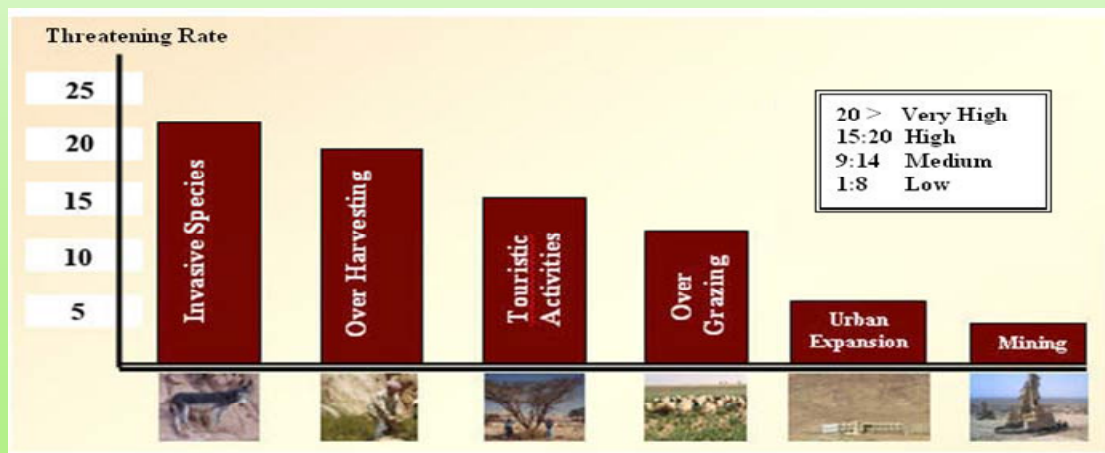 Threatening Rate
25
20
15
10
5
20 > Very High
15:20 High
9:14 Medium
1:8 Low
Invasive Species
Over Harvesting
Touristic
Activities
Over
Grazing
Urban
Expansion
Mining